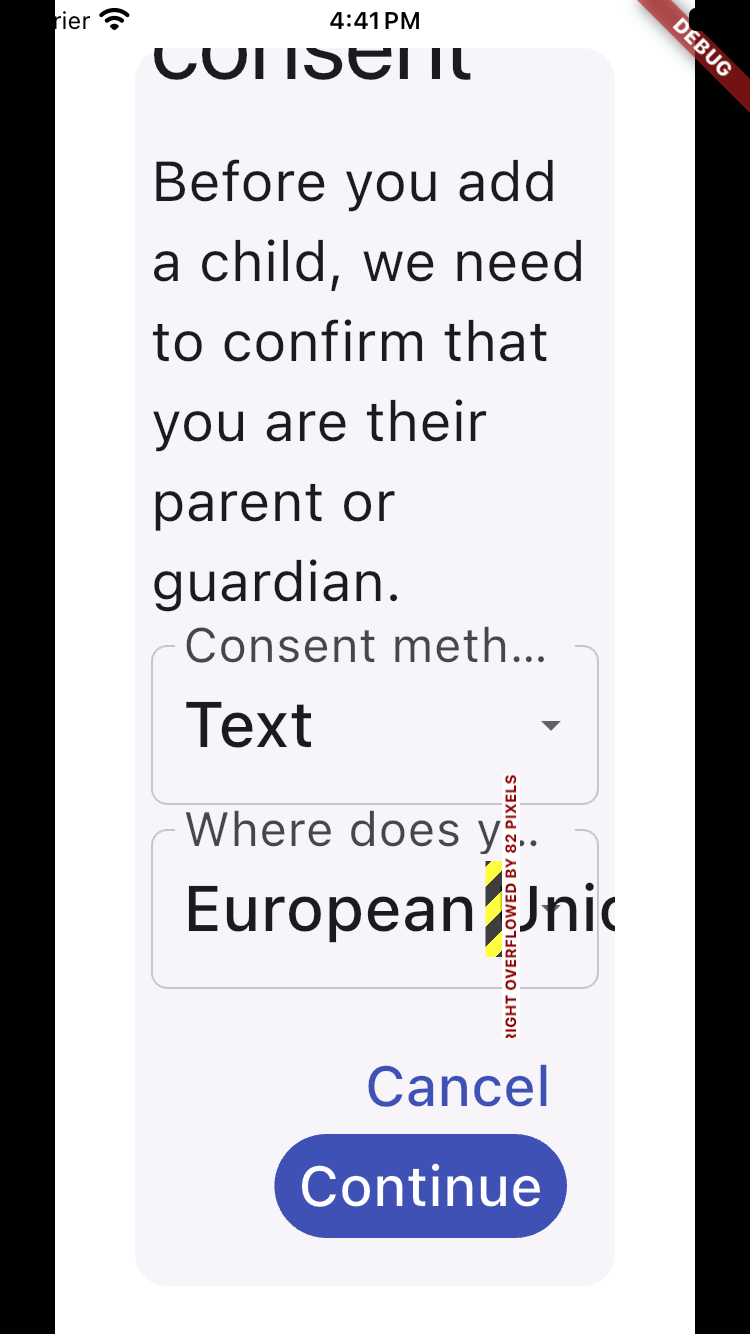 rier 4:41 PM
DEBUG
consent
Before you add
a child, we need
to confirm that
you are their
parent or
guardian.
Consent meth...
Text
Where does y...
European Unic
RIGHT OVERFLOWED BY 82 PIXELS
Cancel
Continue